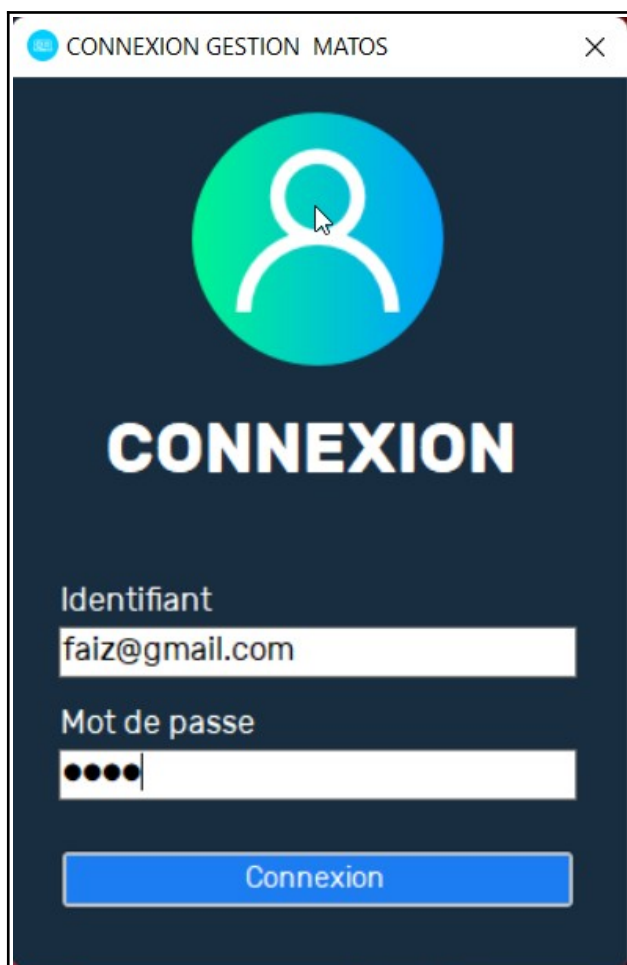 CONNEXION GESTION  MATOS
CONNEXION
Identifiant
faiz@gmail.com
Mot de passe
●●●●
Connexion